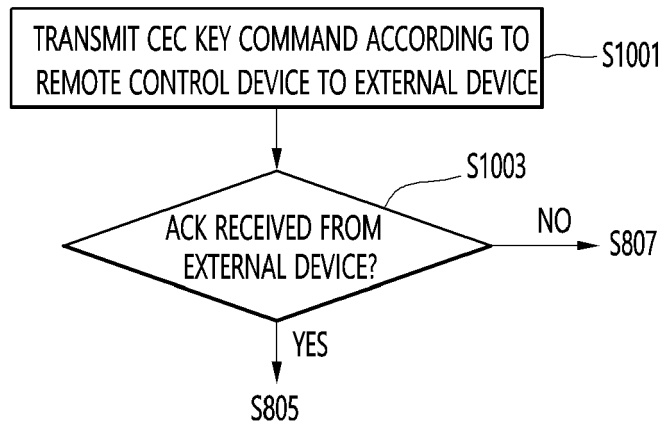 TRANSMIT CEC KEY COMMAND ACCORDING TO
REMOTE CONTROL DEVICE TO EXTERNAL DEVICE
S1001
S1003
ACK RECEIVED FROM
EXTERNAL DEVICE?
NO
S807
YES
S805